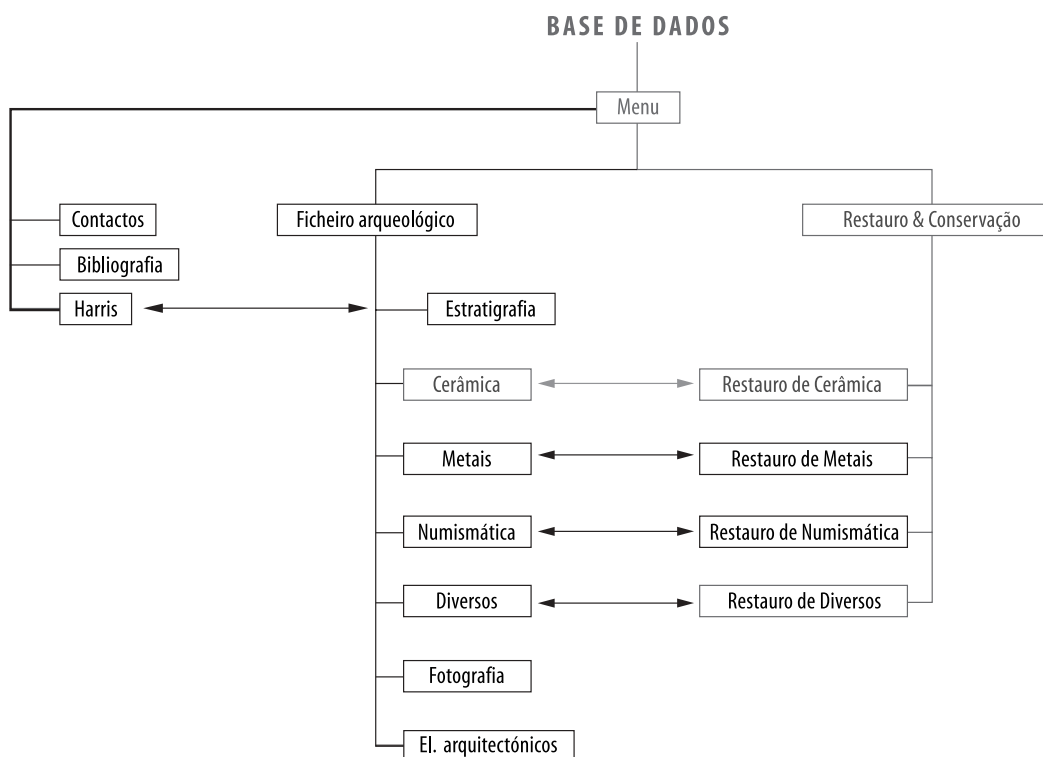 BASE DE DADOS
Menu
Contactos
Ficheiro arqueológico
Restauro & Conservação
Bibliografia
Harris
Estratigrafia
Cerâmica
Restauro de Cerâmica
Metais
Restauro de Metais
Numismática
Restauro de Numismática
Diversos
Restauro de Diversos
Fotografia
El. arquitectónicos